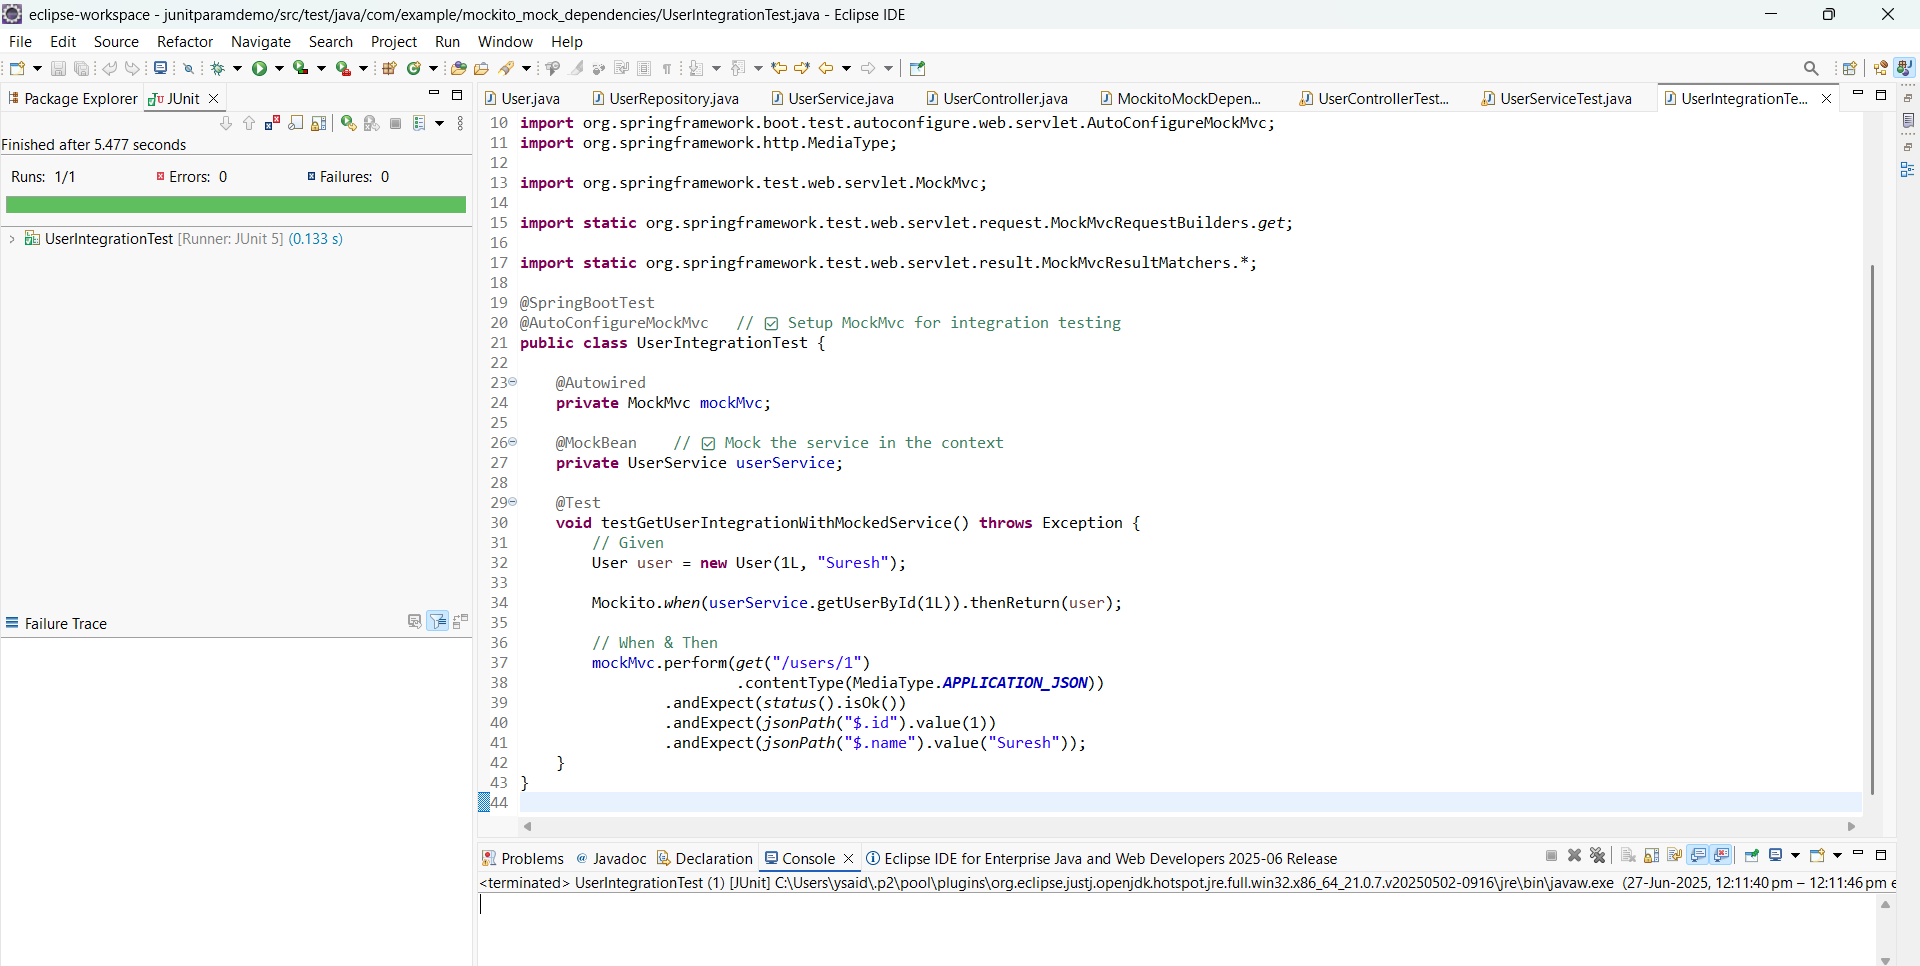 eclipse-workspace - junitparamdemo/src/test/java/com/example/mockito_mock_dependencies/UserIntegrationTest.java - Eclipse IDE
File Edit Source Refactor Navigate Search Project Run Window Help
Package Explorer JUnit
Finished after 5.477 seconds
Runs: 1/1 Errors: 0 Failures: 0
UserIntegrationTest [Runner: JUnit 5] (0.133 s)
Failure Trace
User.java UserRepository.java UserService.java UserController.java MockitoMockDepen... UserControllerTest... UserServiceTest.java UserIntegrationTe...
10 import org.springframework.boot.test.autoconfigure.web.servlet.AutoConfigureMockMvc;
11 import org.springframework.http.MediaType;
12
13 import org.springframework.test.web.servlet.MockMvc;
14
15 import static org.springframework.test.web.servlet.request.MockMvcRequestBuilders.get;
16
17 import static org.springframework.test.web.servlet.result.MockMvcResultMatchers.*;
18
19 @SpringBootTest
20 @AutoConfigureMockMvc // ☑ Setup MockMvc for integration testing
21 public class UserIntegrationTest {
22
23 @Autowired
24 private MockMvc mockMvc;
25
26 @MockBean // ☑ Mock the service in the context
27 private UserService userService;
28
29 @Test
30 void testGetUserIntegrationWithMockedService() throws Exception {
31 // Given
32 User user = new User(1L, "Suresh");
33
34 Mockito.when(userService.getUserById(1L)).thenReturn(user);
35
36 // When & Then
37 mockMvc.perform(get("/users/1")
38 .contentType(MediaType.APPLICATION_JSON))
39 .andExpect(status().isOk())
40 .andExpect(jsonPath("$.id").value(1))
41 .andExpect(jsonPath("$.name").value("Suresh"));
42 }
43 }
44
Problems Javadoc Declaration Console Eclipse IDE for Enterprise Java and Web Developers 2025-06 Release
<terminated> UserIntegrationTest (1) [JUnit] C:\Users\ysaid\.p2\pool\plugins\org.eclipse.justj.openjdk.hotspot.jre.full.win32.x86_64_21.0.7.v20250502-0916\jre\bin\javaw.exe (27-Jun-2025, 12:11:40 pm – 12:11:46 pm e